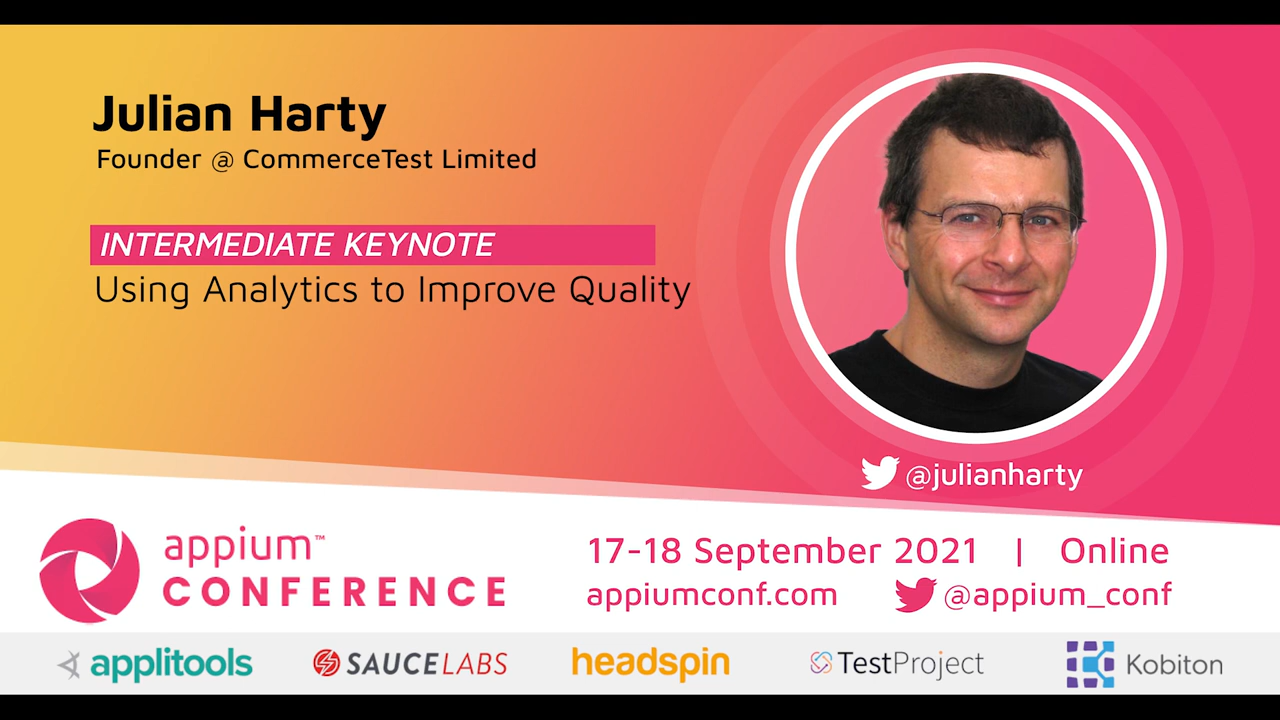 Julian Harty
Founder @ CommerceTest Limited
INTERMEDIATE KEYNOTE
Using Analytics to Improve Quality
@julianharty
appium™
CONFERENCE
17-18 September 2021 | Online
appiumconf.com @appium_conf
applitools SAUCELABS headspin TestProject Kobiton